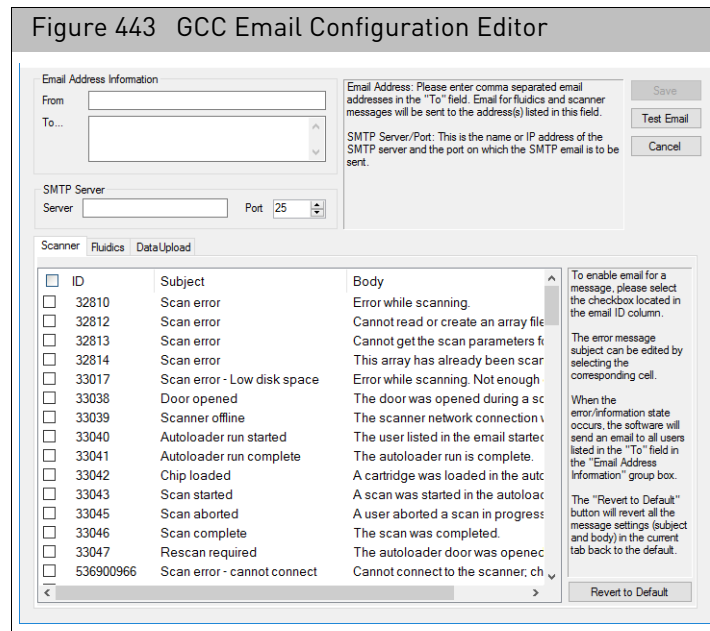 Figure 443 GCC Email Configuration Editor
Email Address Information
From
To...
Email Address: Please enter comma separated email
addresses in the "To" field. Email for fluidics and scanner
messages will be sent to the address(s) listed in this field.
SMTP Server/Port: This is the name or IP address of the
SMTP server and the port on which the SMTP email is to be
sent.
Save
Test Email
Cancel
SMTP Server
Server
Port 25
Scanner Fluidics DataUpload
ID Subject Body
32810 Scan error Error while scanning.
32812 Scan error Cannot read or create an array file
32813 Scan error Cannot get the scan parameters
32814 Scan error This array has already been
33017 Scan error - Low disk space Error while scanning. Not enough
33038 Door opened The door was opened during a
33039 Scanner offline The scanner network connection
33040 Autoloader run started The user listed in the email
33041 Autoloader run complete The autoloader run is complete.
33042 Chip loaded A cartridge was loaded in the
33043 Scan started A scan was started in the
33045 Scan aborted A user aborted a scan in progress
33046 Scan complete The scan was completed.
33047 Rescan required The autoloader door was
536900966 Scan error - cannot connect Cannot connect to the scanner; ch
To enable email for a
message, please select
the checkbox located in
the email ID column.
The error message
subject can be edited by
selecting the
corresponding cell.
When the
error/information state
occurs, the software will
send an email to all users
listed in the "To" field in
the "Email Address
Information" group box.
The "Revert to Default"
button will revert all the
message settings (subject
and body) in the current
tab back to the default.
Revert to Default